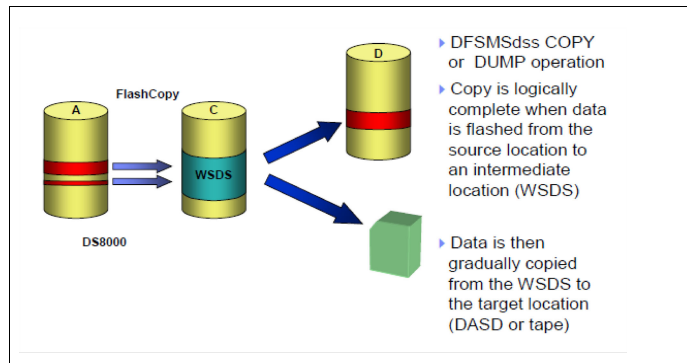 FlashCopy
A
C
D
WSDS
DS8000
DFSMSdss COPY
or DUMP operation
Copy is logically
complete when data
is flashed from the
source location to
an intermediate
location (WSDS)
Data is then
gradually copied
from the WSDS to
the target location
(DASD or tape)